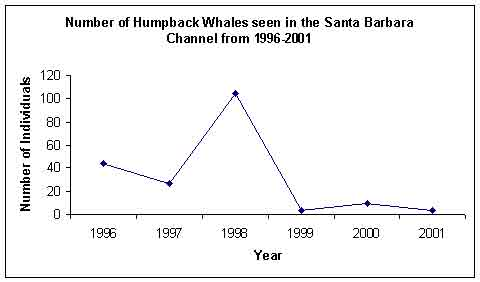 Number of Humpback Whales seen in the Santa Barbara
Channel from 1996-2001
Number of Individuals
120
100
80
60
40
20
0
1996 1997 1998 1999 2000 2001
Year